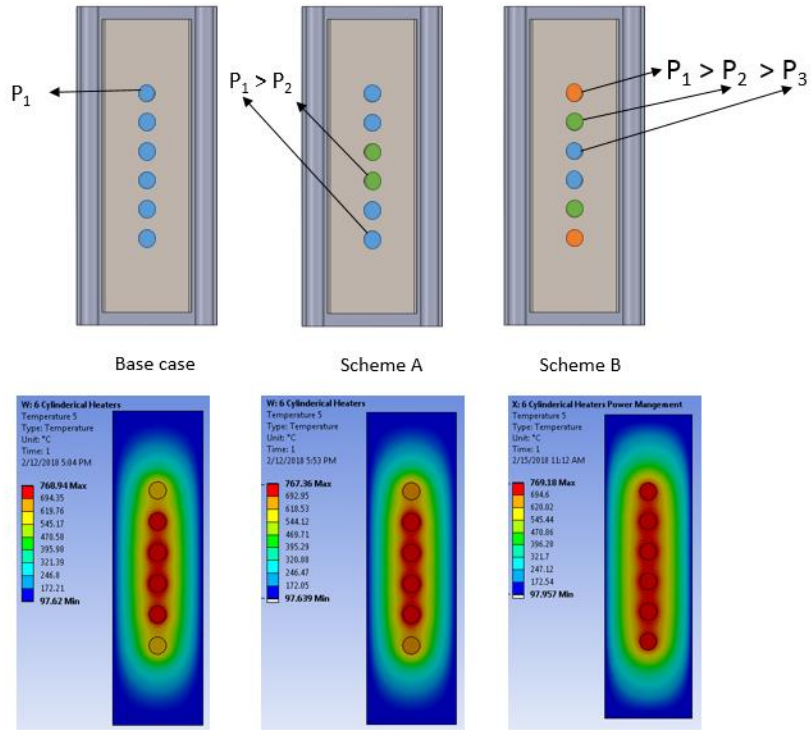 P1
P1 > P2
P1 > P2 > P3
Base case
Scheme A
Scheme B
W: 6 Cylinderical Heaters
Temperature 5
Type: Temperature
Unit: °C
Time: 1
2/12/2018 5:04 PM
768.94 Max
694.35
619.76
545.17
470.58
395.98
321.39
246.8
172.21
97.62 Min
W: 6 Cylinderical Heaters
Temperature 5
Type: Temperature
Unit: °C
Time: 1
2/12/2018 5:53 PM
767.36 Max
692.95
618.53
544.12
469.71
395.29
320.88
246.47
172.05
97.639 Min
X: 6 Cylinderical Heaters Power Mangement
Temperature 5
Type: Temperature
Unit: °C
Time: 1
2/15/2018 11:12 AM
769.18 Max
694.6
620.02
545.44
470.86
396.28
321.7
247.12
172.54
97.957 Min